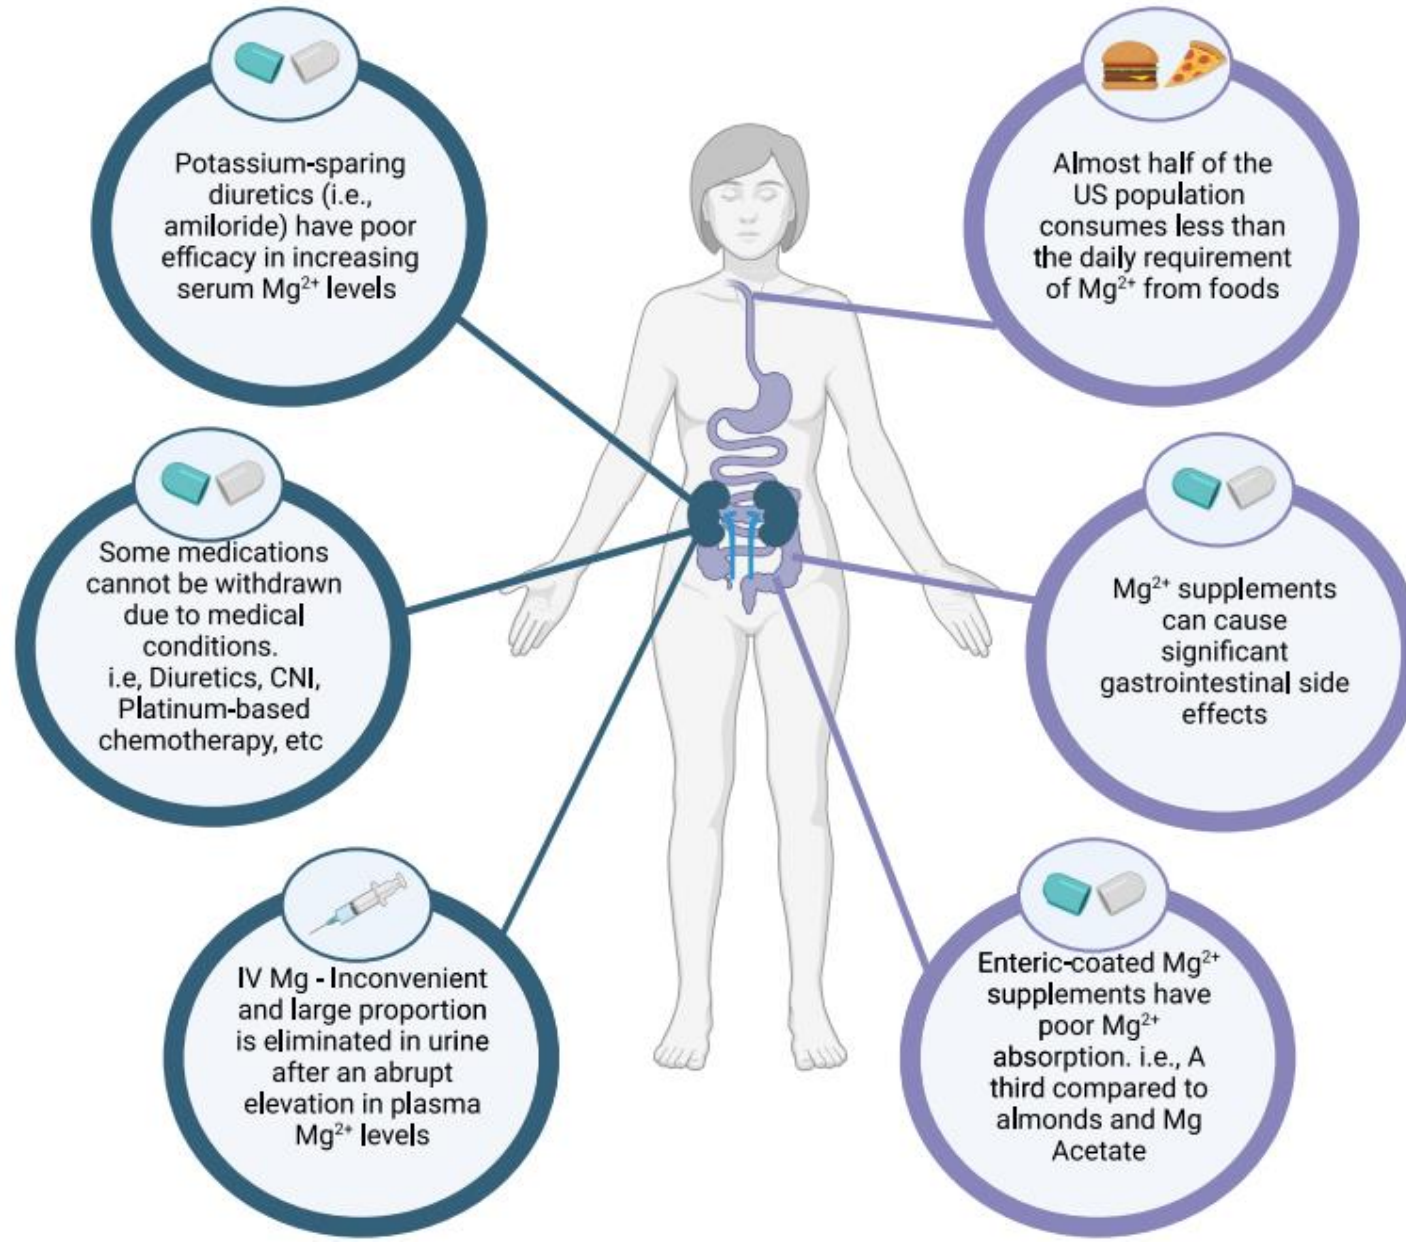 Potassium-sparing
diuretics (i.e.,
amiloride) have poor
efficacy in increasing
serum Mg²⁺ levels
Almost half of the
US population
consumes less than
the daily requirement
of Mg²⁺ from foods
Some medications
cannot be withdrawn
due to medical
conditions.
i.e, Diuretics, CNI,
Platinum-based
chemotherapy, etc
Mg²⁺ supplements
can cause
significant
gastrointestinal side
effects
IV Mg - Inconvenient
and large proportion
is eliminated in urine
after an abrupt
elevation in plasma
Mg²⁺ levels
Enteric-coated Mg²⁺
supplements have
poor Mg²⁺
absorption. i.e., A
third compared to
almonds and Mg
Acetate